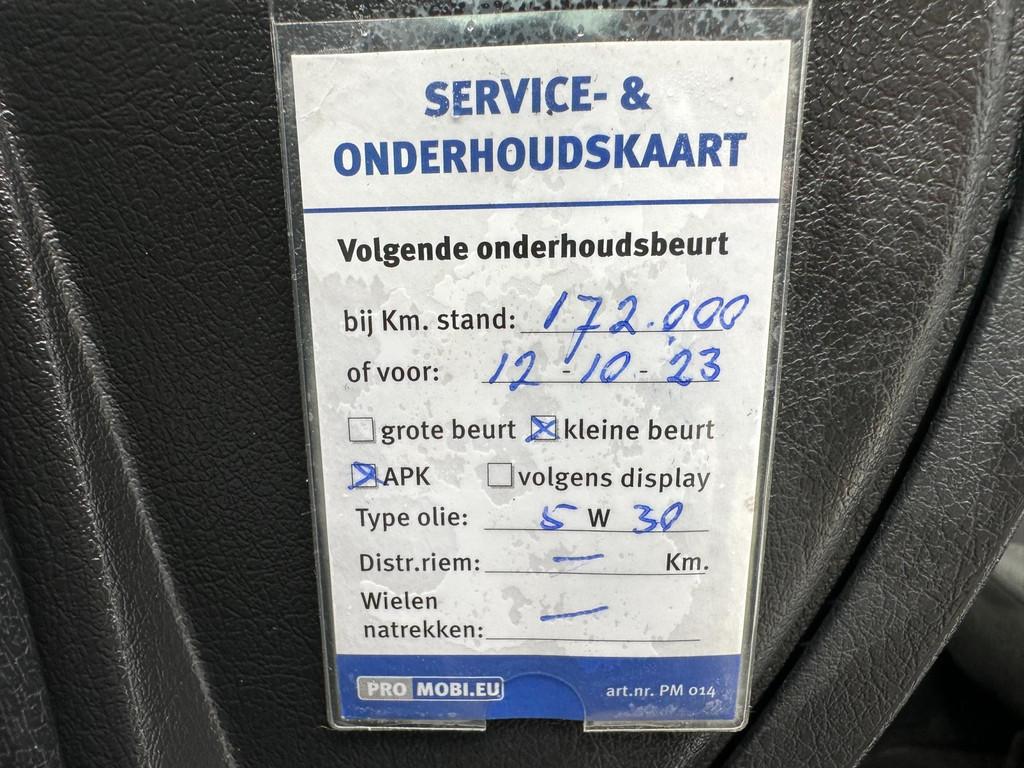 SERVICE- &
ONDERHOUDSKAART
Volgende onderhoudsbeurt
bij Km. stand: 172.000
of voor: 12 - 10 - 23
grote beurt kleine beurt
APK volgens display
Type olie: 5 W 30
Distr.riem: — Km.
Wielen
natrekken: —
PRO MOBI.EU art.nr. PM 014